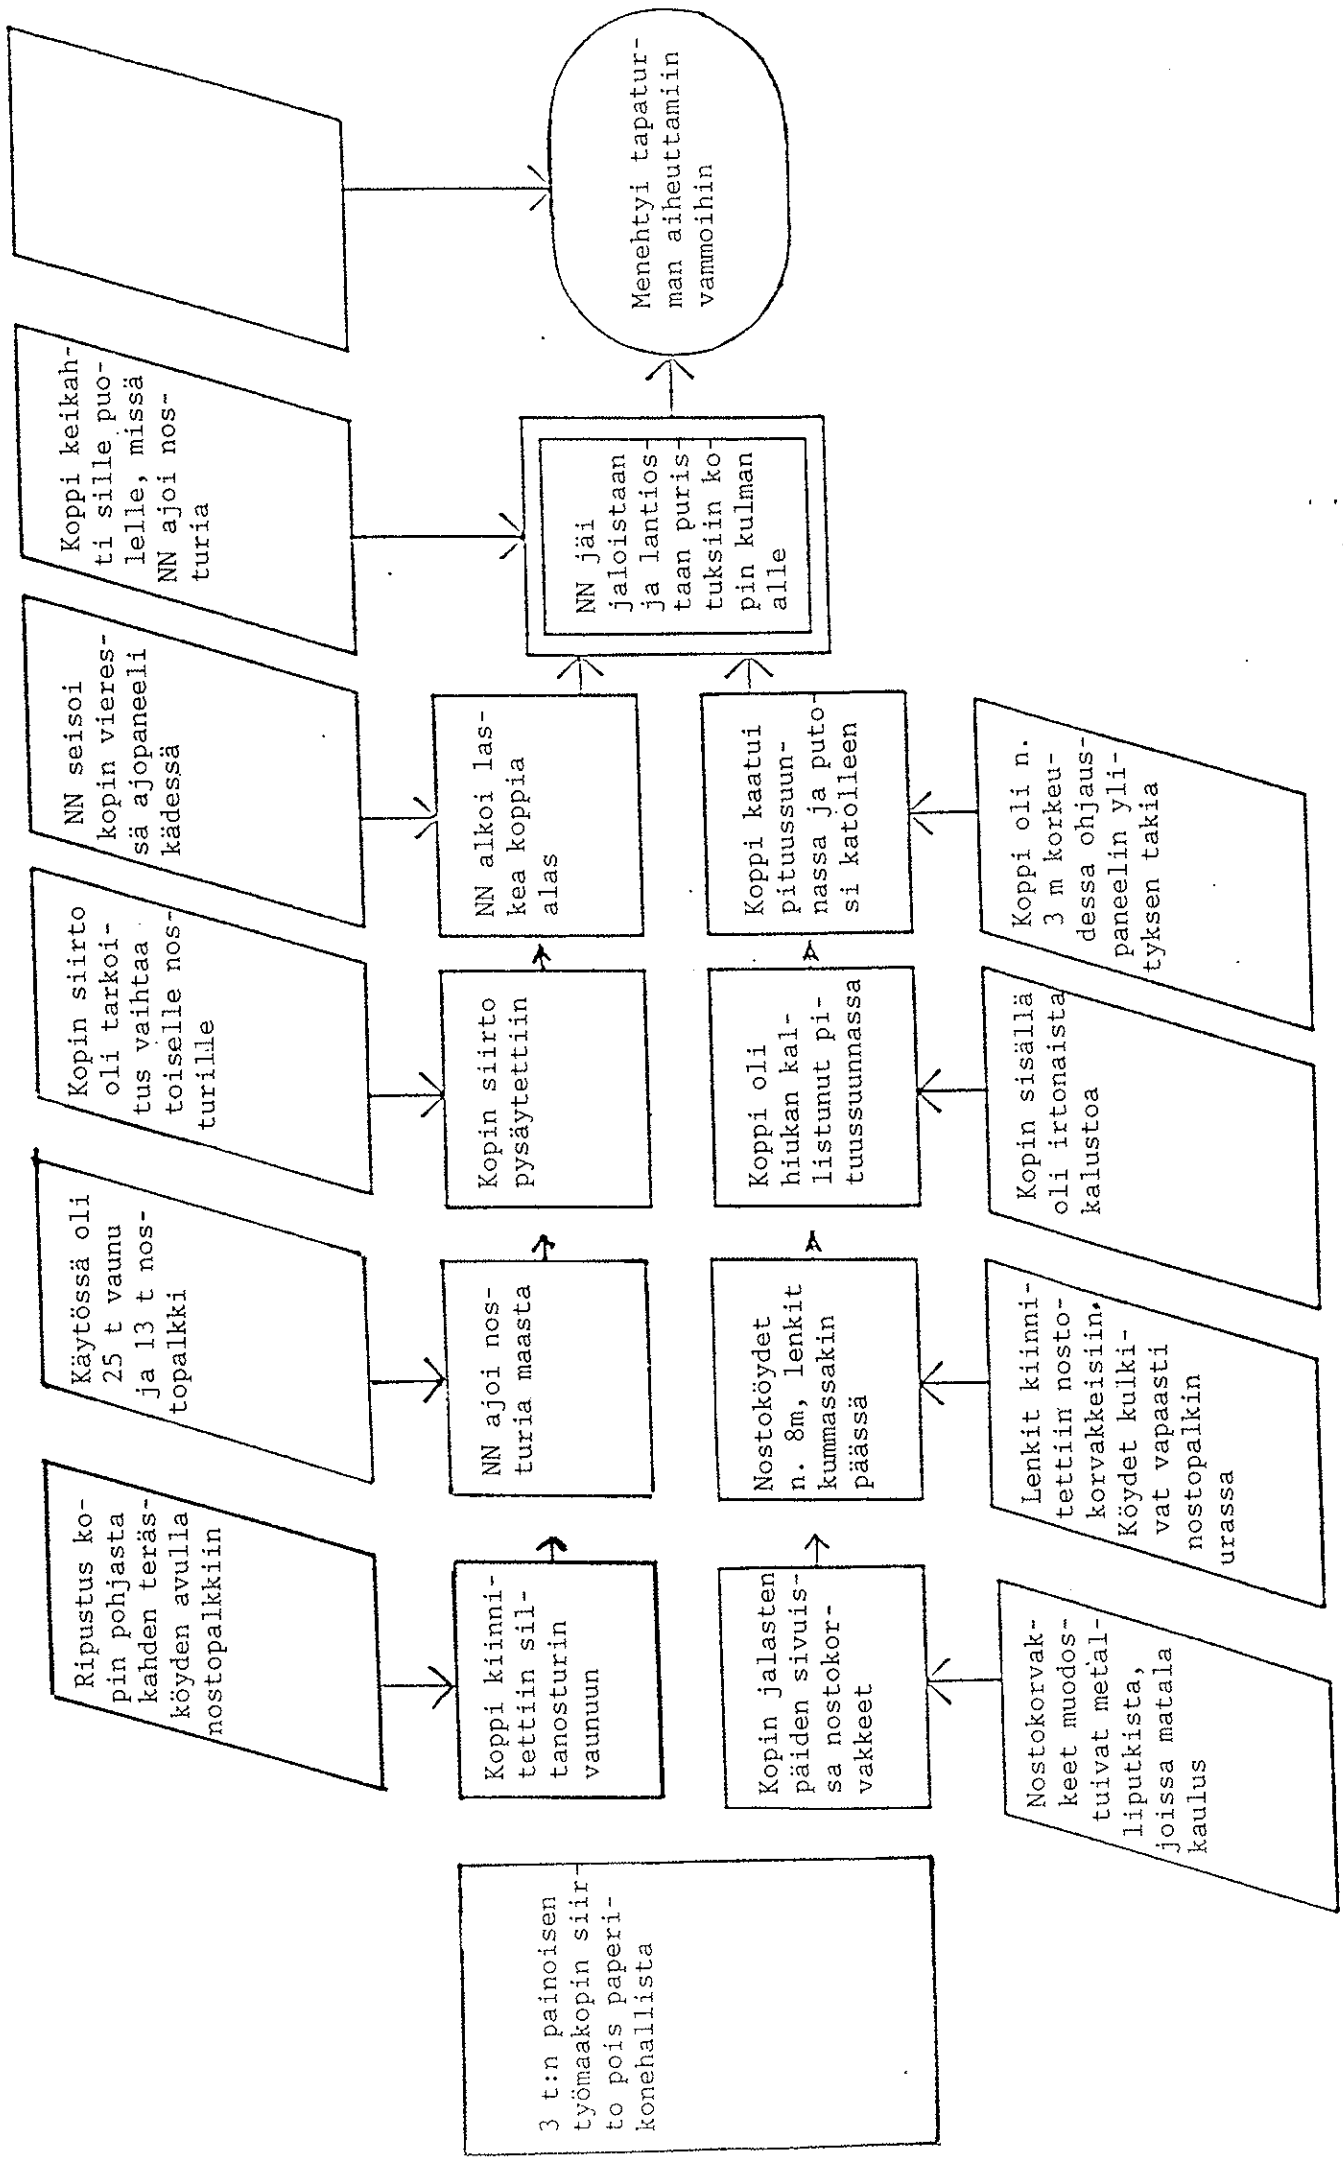 Ripustus ko-
pin pohjasta
kahden teräs-
köyden avulla
nostopalkkiin
Käytössä oli
25 t vaunu
ja 13 t nos-
topalkki
Kopin siirto
oli tarkoi-
tus vaihtaa
toiselle nos-
turille
NN seisoi
kopin vieres-
sä ajopaneeli
kädessä
Koppi keikah-
ti sille puo-
lelle, missä
NN ajoi nos-
turia
3 t:n painoisen
työmaakopin siir-
to pois paperi-
konehallista
Koppi kiinni-
tettiin sil-
tanosturin
vaunuun
NN ajoi nos-
turia maasta
Kopin siirto
pysäytettiin
NN alkoi las-
kea koppia
alas
NN jäi
jaloistaan
ja lantios-
taan puris-
tuksiin ko-
pin kulman
alle
Menehtyi tapatur-
man aiheuttamiin
vammoihin
Kopin jalasten
päiden sivuis-
sa nostokor-
vakkeet
Nostoköydet
n. 8m, lenkit
kummassakin
päässä
Koppi oli
hiukan kal-
listunut pi-
tuussuunnassa
Koppi kaatui
pituussuun-
nassa ja puto-
si katolleen
Nostokorvak-
keet muodos-
tuivat metal-
liputkista,
joissa matala
kaulus
Lenkit kiinni-
tettiin nosto-
korvakkeisiin.
Köydet kulki-
vat vapaasti
nostopalkin
urassa
Kopin sisällä
oli irtonaista
kalustoa
Koppi oli n.
3 m korkeu-
dessa ohjaus-
paneelin yli-
tyksen takia